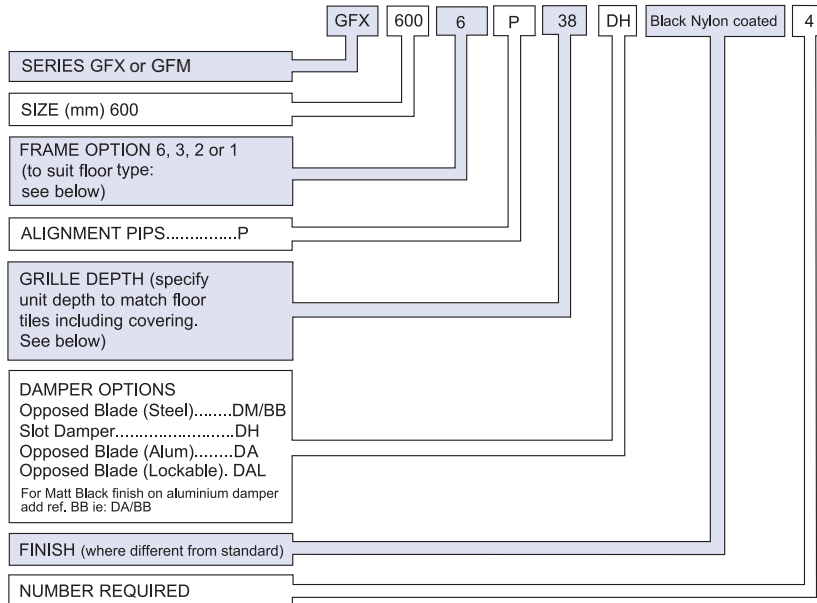 GFX 600 6 P 38 DH Black Nylon coated 4
SERIES GFX or GFM
SIZE (mm) 600
FRAME OPTION 6, 3, 2 or 1
(to suit floor type:
see below)
ALIGNMENT PIPS...............P
GRILLE DEPTH (specify
unit depth to match floor
tiles including covering.
See below)
DAMPER OPTIONS
Opposed Blade (Steel).......DM/BB
Slot Damper.......................DH
Opposed Blade (Alum).......DA
Opposed Blade (Lockable). DAL
For Matt Black finish on aluminium damper
add ref. BB ie: DA/BB
FINISH (where different from standard)
NUMBER REQUIRED